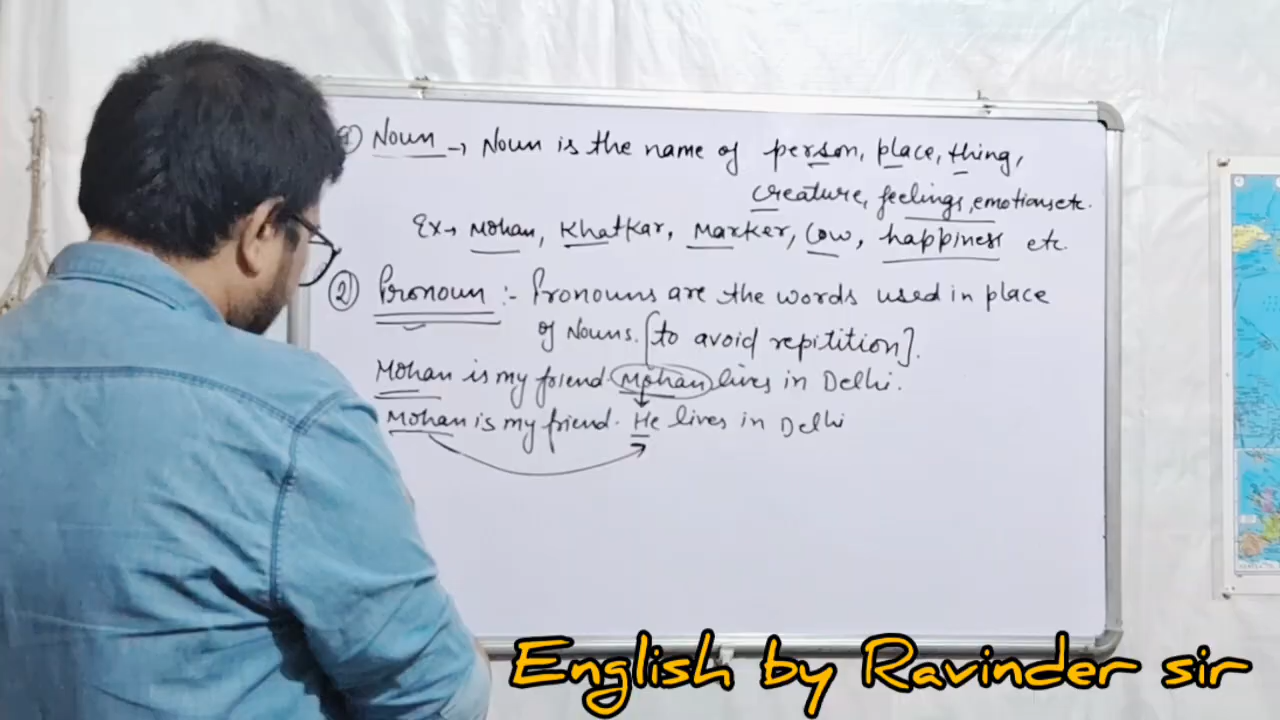 1) Noun → Noun is the name of person, place, thing,
creature, feelings, emotions etc.
Ex → Mohan, Khatkar, Marker, Cow, happiness etc.
2) Pronoun :- Pronouns are the words used in place
of Nouns. [to avoid repitition].
Mohan is my friend. Mohan lives in Delhi.
Mohan is my friend. He lives in Delhi
English by Ravinder sir